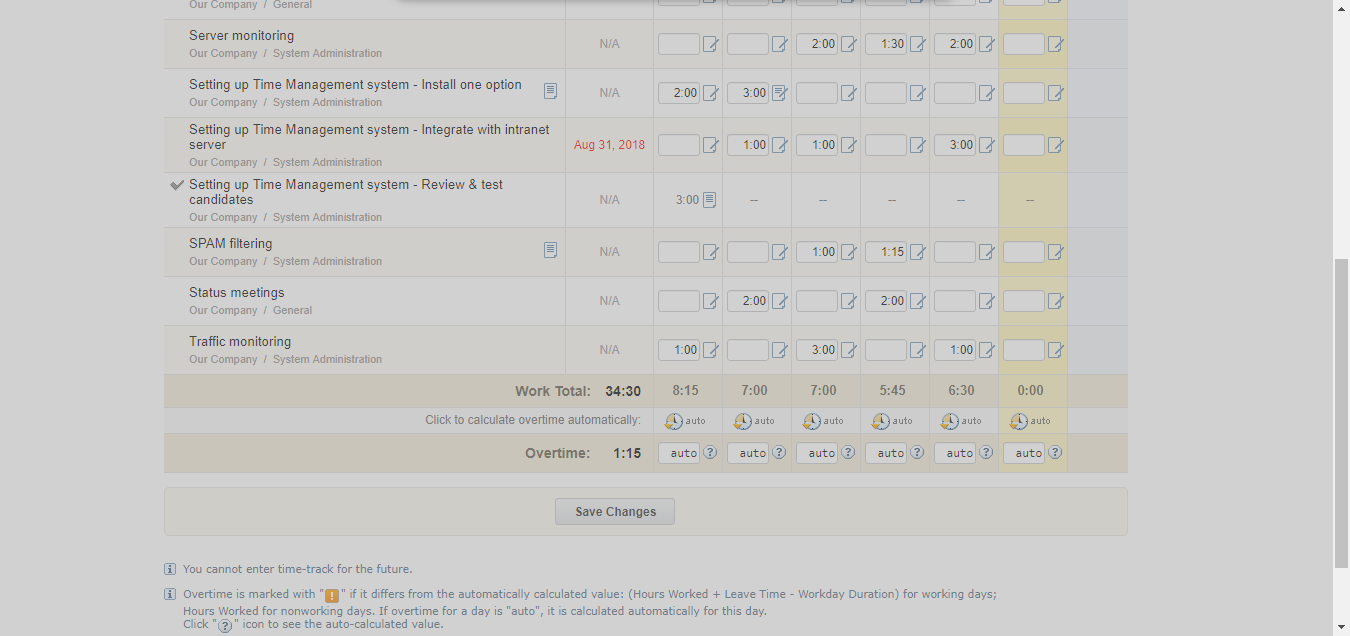 Our Company / General
Server monitoring
Our Company / System Administration
N/A 2:00 1:30 2:00
Setting up Time Management system - Install one option
Our Company / System Administration
N/A 2:00 3:00
Setting up Time Management system - Integrate with intranet
server
Our Company / System Administration
Aug 31, 2018 1:00 1:00 3:00
Setting up Time Management system - Review & test
candidates
Our Company / System Administration
N/A 3:00 -- -- -- -- --
SPAM filtering
Our Company / System Administration
N/A 1:00 1:15
Status meetings
Our Company / General
N/A 2:00 2:00
Traffic monitoring
Our Company / System Administration
N/A 1:00 3:00 1:00
Work Total: 34:30 8:15 7:00 7:00 5:45 6:30 0:00
Click to calculate overtime automatically: auto auto auto auto auto auto
Overtime: 1:15 auto ? auto ? auto ? auto ? auto ? auto ?
Save Changes
i You cannot enter time-track for the future.
i Overtime is marked with "!" if it differs from the automatically calculated value: (Hours Worked + Leave Time - Workday Duration) for working days;
Hours Worked for nonworking days. If overtime for a day is "auto", it is calculated automatically for this day.
Click "?" icon to see the auto-calculated value.